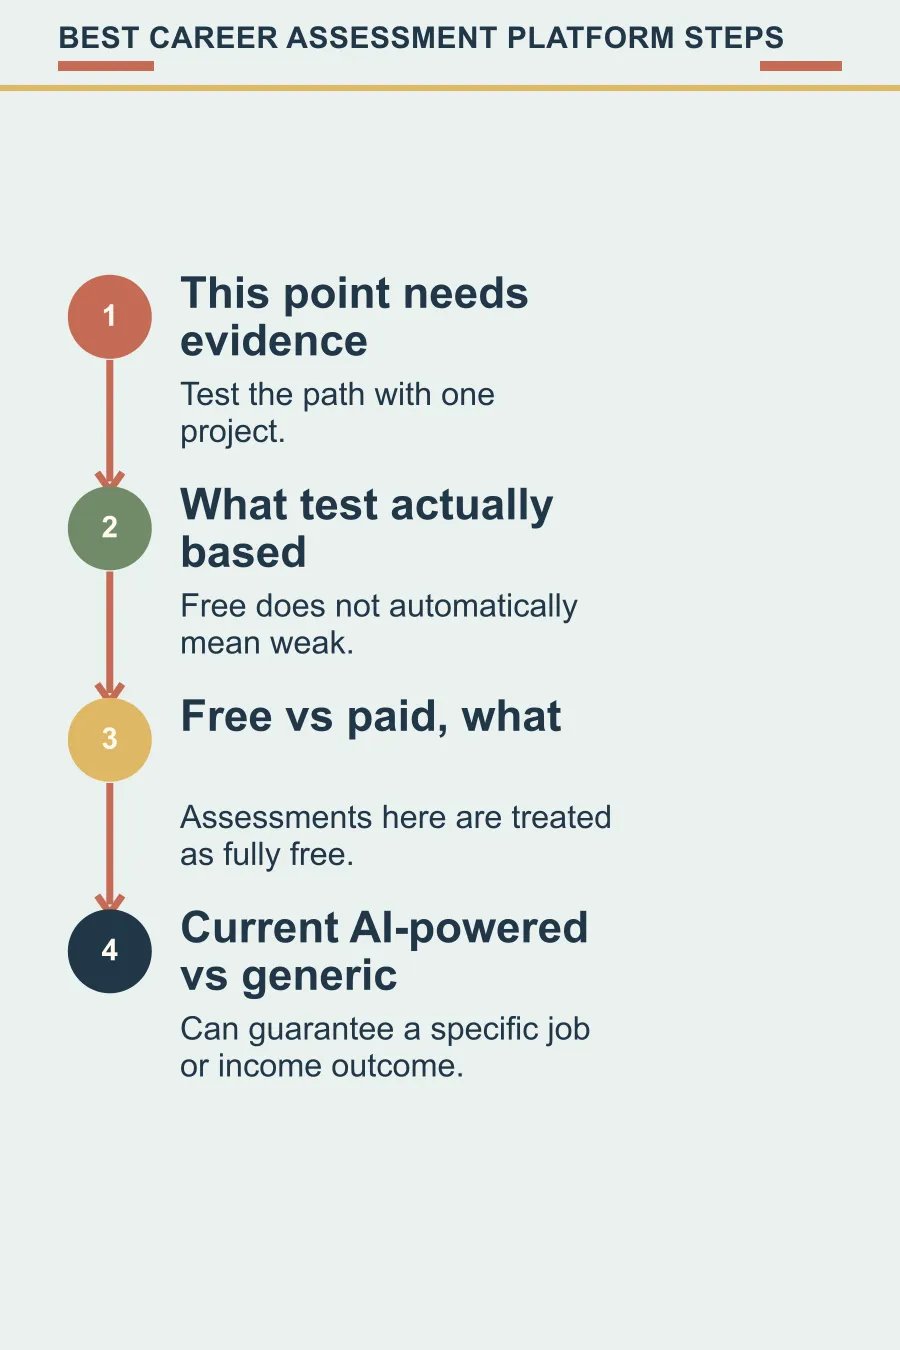 BEST CAREER ASSESSMENT PLATFORM STEPS
1
This point needs
evidence
Test the path with one
project.
2
What test actually
based
Free does not automatically
mean weak.
3
Free vs paid, what
Assessments here are treated
as fully free.
4
Current AI-powered
vs generic
Can guarantee a specific job
or income outcome.